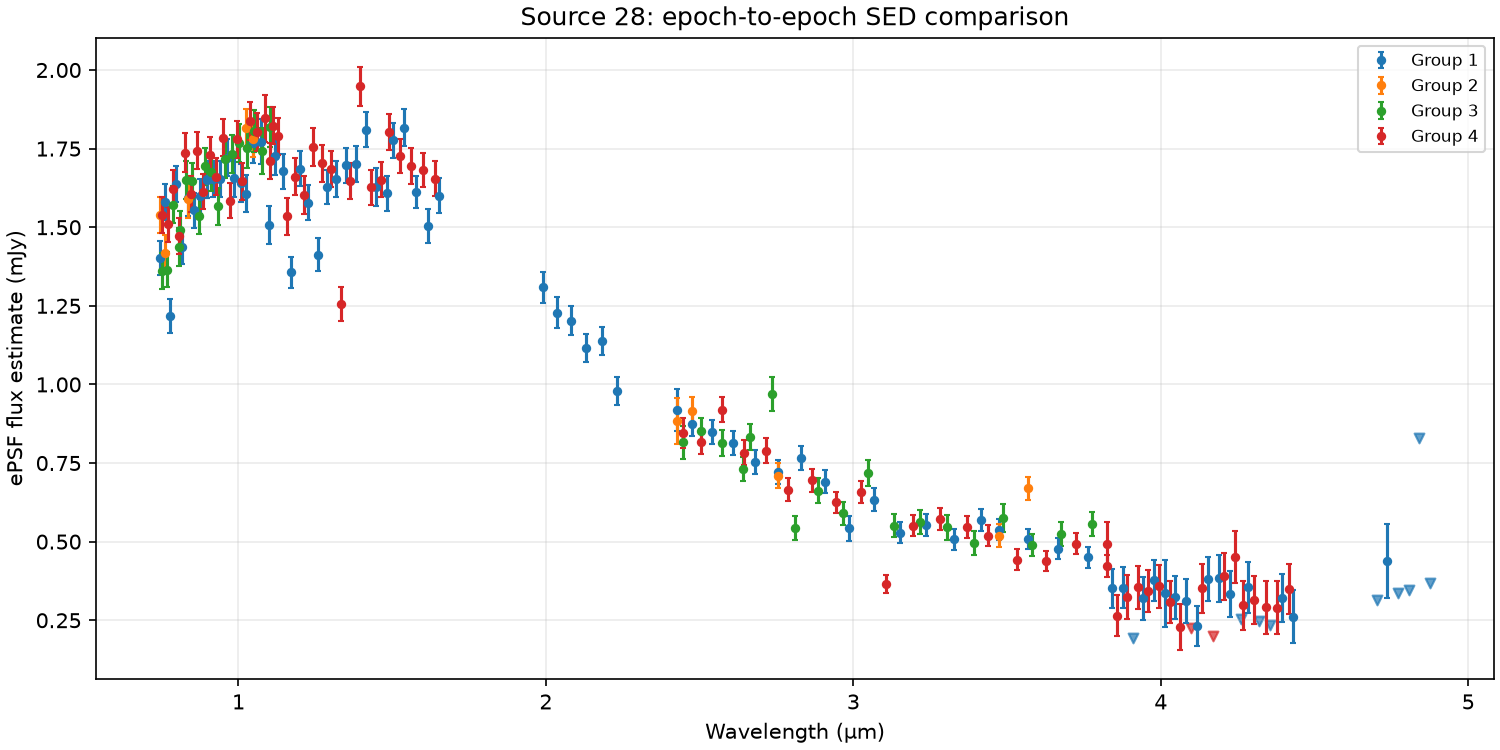 Source 28: epoch-to-epoch SED comparison
ePSF flux estimate (mJy)
2.00
1.75
1.50
1.25
1.00
0.75
0.50
0.25
Group 1
Group 2
Group 3
Group 4
1 2 3 4 5
Wavelength (µm)